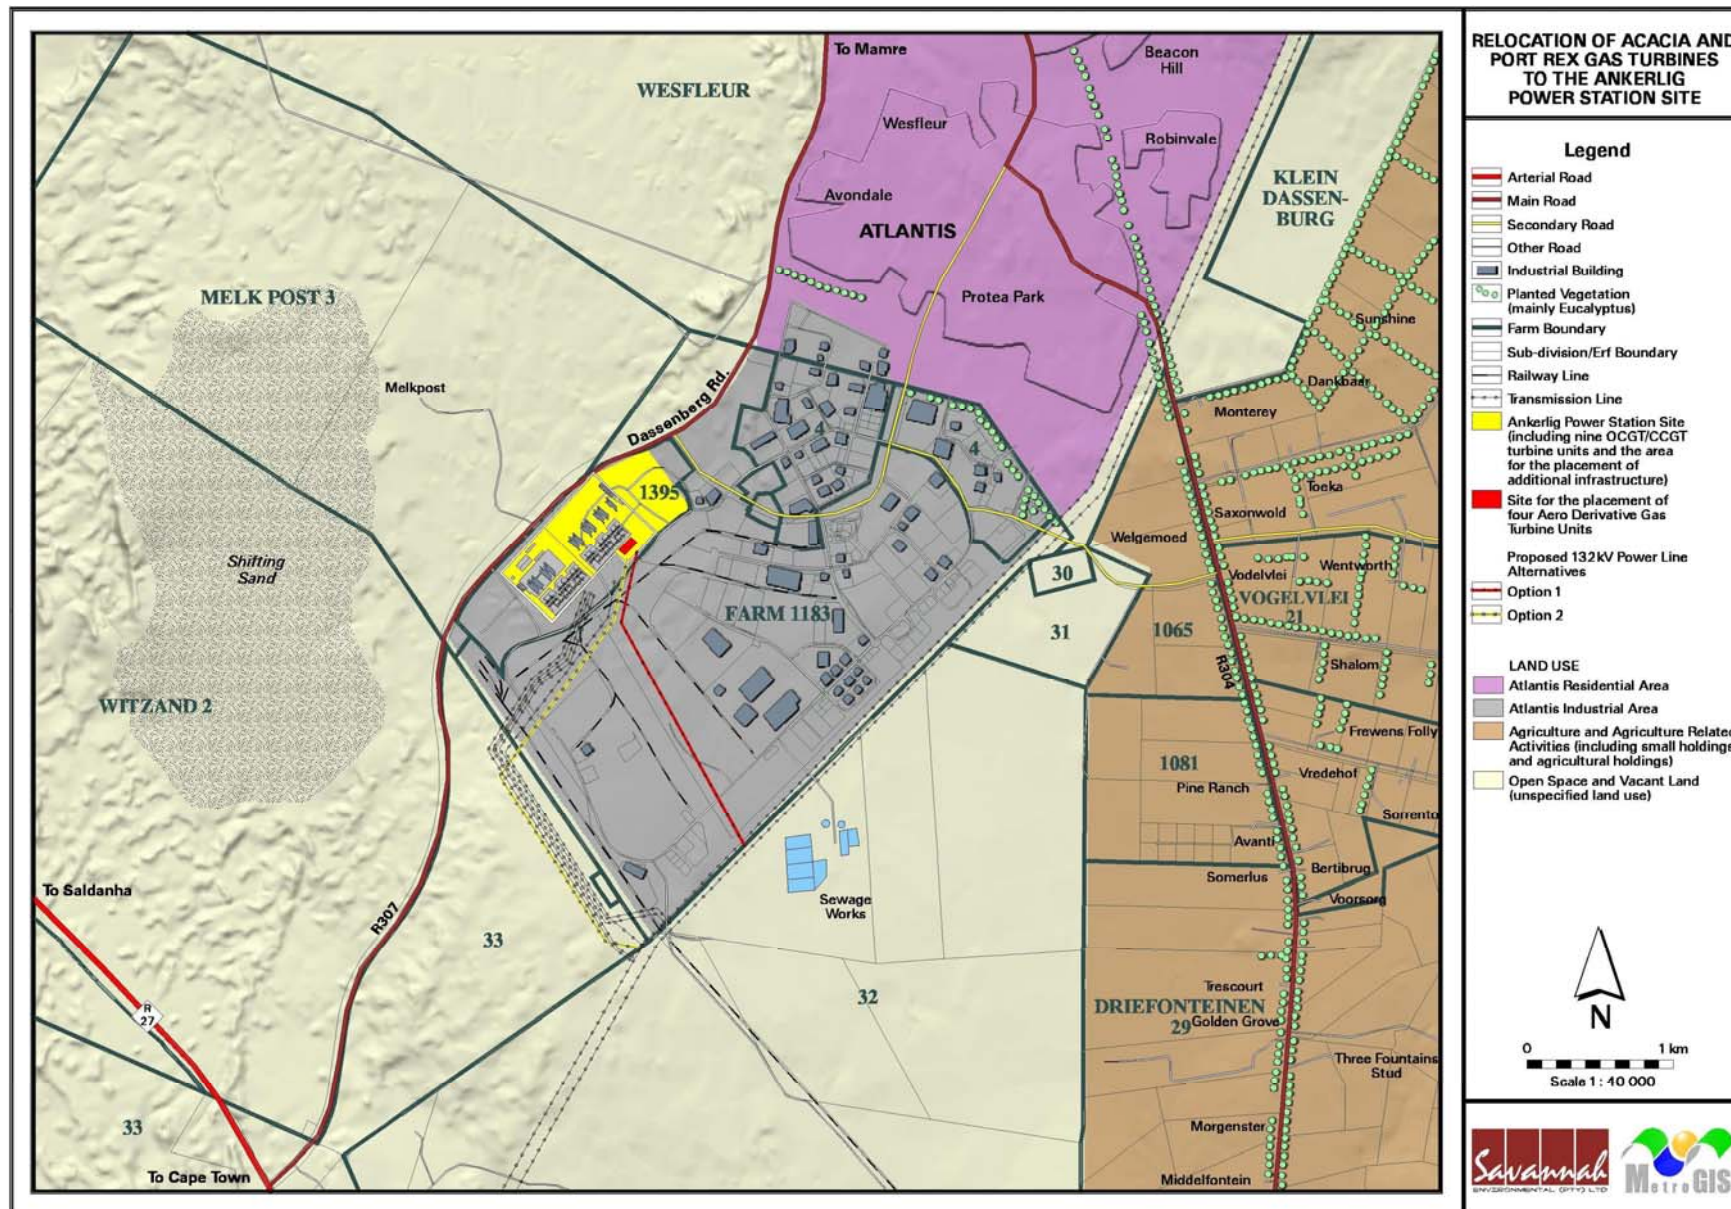 RELOCATION OF ACACIA AND
PORT REX GAS TURBINES
TO THE ANKERLIG
POWER STATION SITE
Legend
Arterial Road
Main Road
Secondary Road
Other Road
Industrial Building
Planted Vegetation
(mainly Eucalyptus)
Farm Boundary
Sub-division/Erf Boundary
Railway Line
Transmission Line
Ankerlig Power Station Site
(including nine OCGT/CCGT
turbine units and the area
for the placement of
additional infrastructure)
Site for the placement of
four Aero Derivative Gas
Turbine Units
Proposed 132kV Power Line
Alternatives
Option 1
Option 2
LAND USE
Atlantis Residential Area
Atlantis Industrial Area
Agriculture and Agriculture Related
Activities (including small holdings
and agricultural holdings)
Open Space and Vacant Land
(unspecified land use)
N
0 1 km
Scale 1 : 40 000
Savannah
ENVIRONMENTAL (PTY) LTD
MetroGIS
To Mamre
Beacon
Hill
WESFLEUR
Wesfleur
Robinvale
KLEIN
DASSEN-
BURG
Avondale
ATLANTIS
MELK POST 3
Protea Park
Sunshine
Melkpost
Dankbaar
Monterey
Dassenberg Rd.
4
4
1395
Toeka
Saxonwold
Welgemoed
Shifting
Sand
30
Vodelvlei
Wentworth
VOGELVLEI
21
FARM 1183
31
1065
R304
Shalom
WITZAND 2
Frewens Folly
1081
Vredehof
Pine Ranch
Sorrento
Avanti
Bertibrug
Somerlus
To Saldanha
Sewage
Works
Voorsorg
R307
33
32
Trescourt
R
27
DRIEFONTEINEN
29
Golden Grove
Three Fountains
Stud
33
Morgenster
To Cape Town
Middelfontein